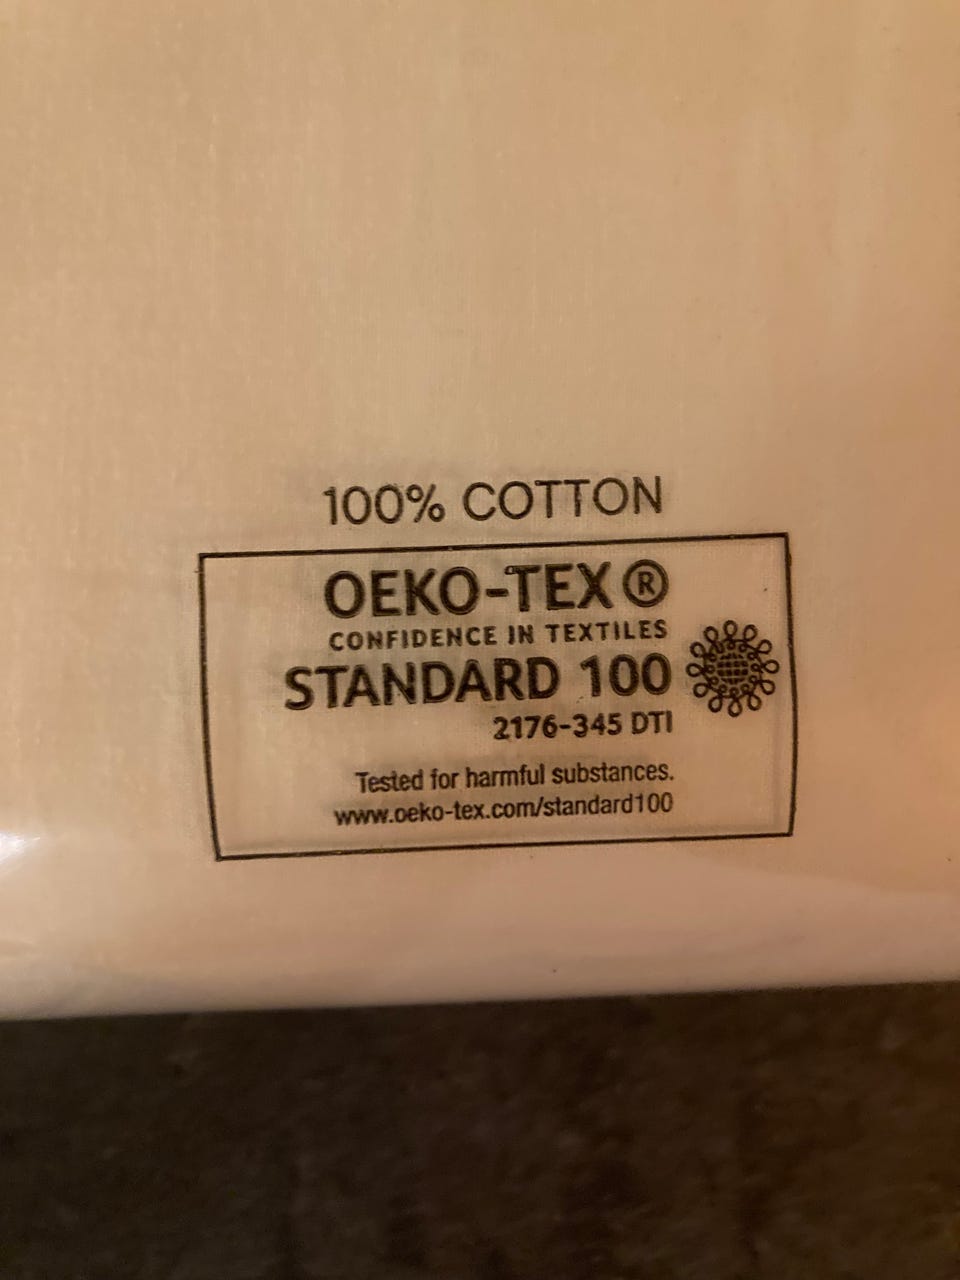 100% COTTON
OEKO-TEX®
CONFIDENCE IN TEXTILES
STANDARD 100
2176-345 DTI
Tested for harmful substances.
www.oeko-tex.com/standard100